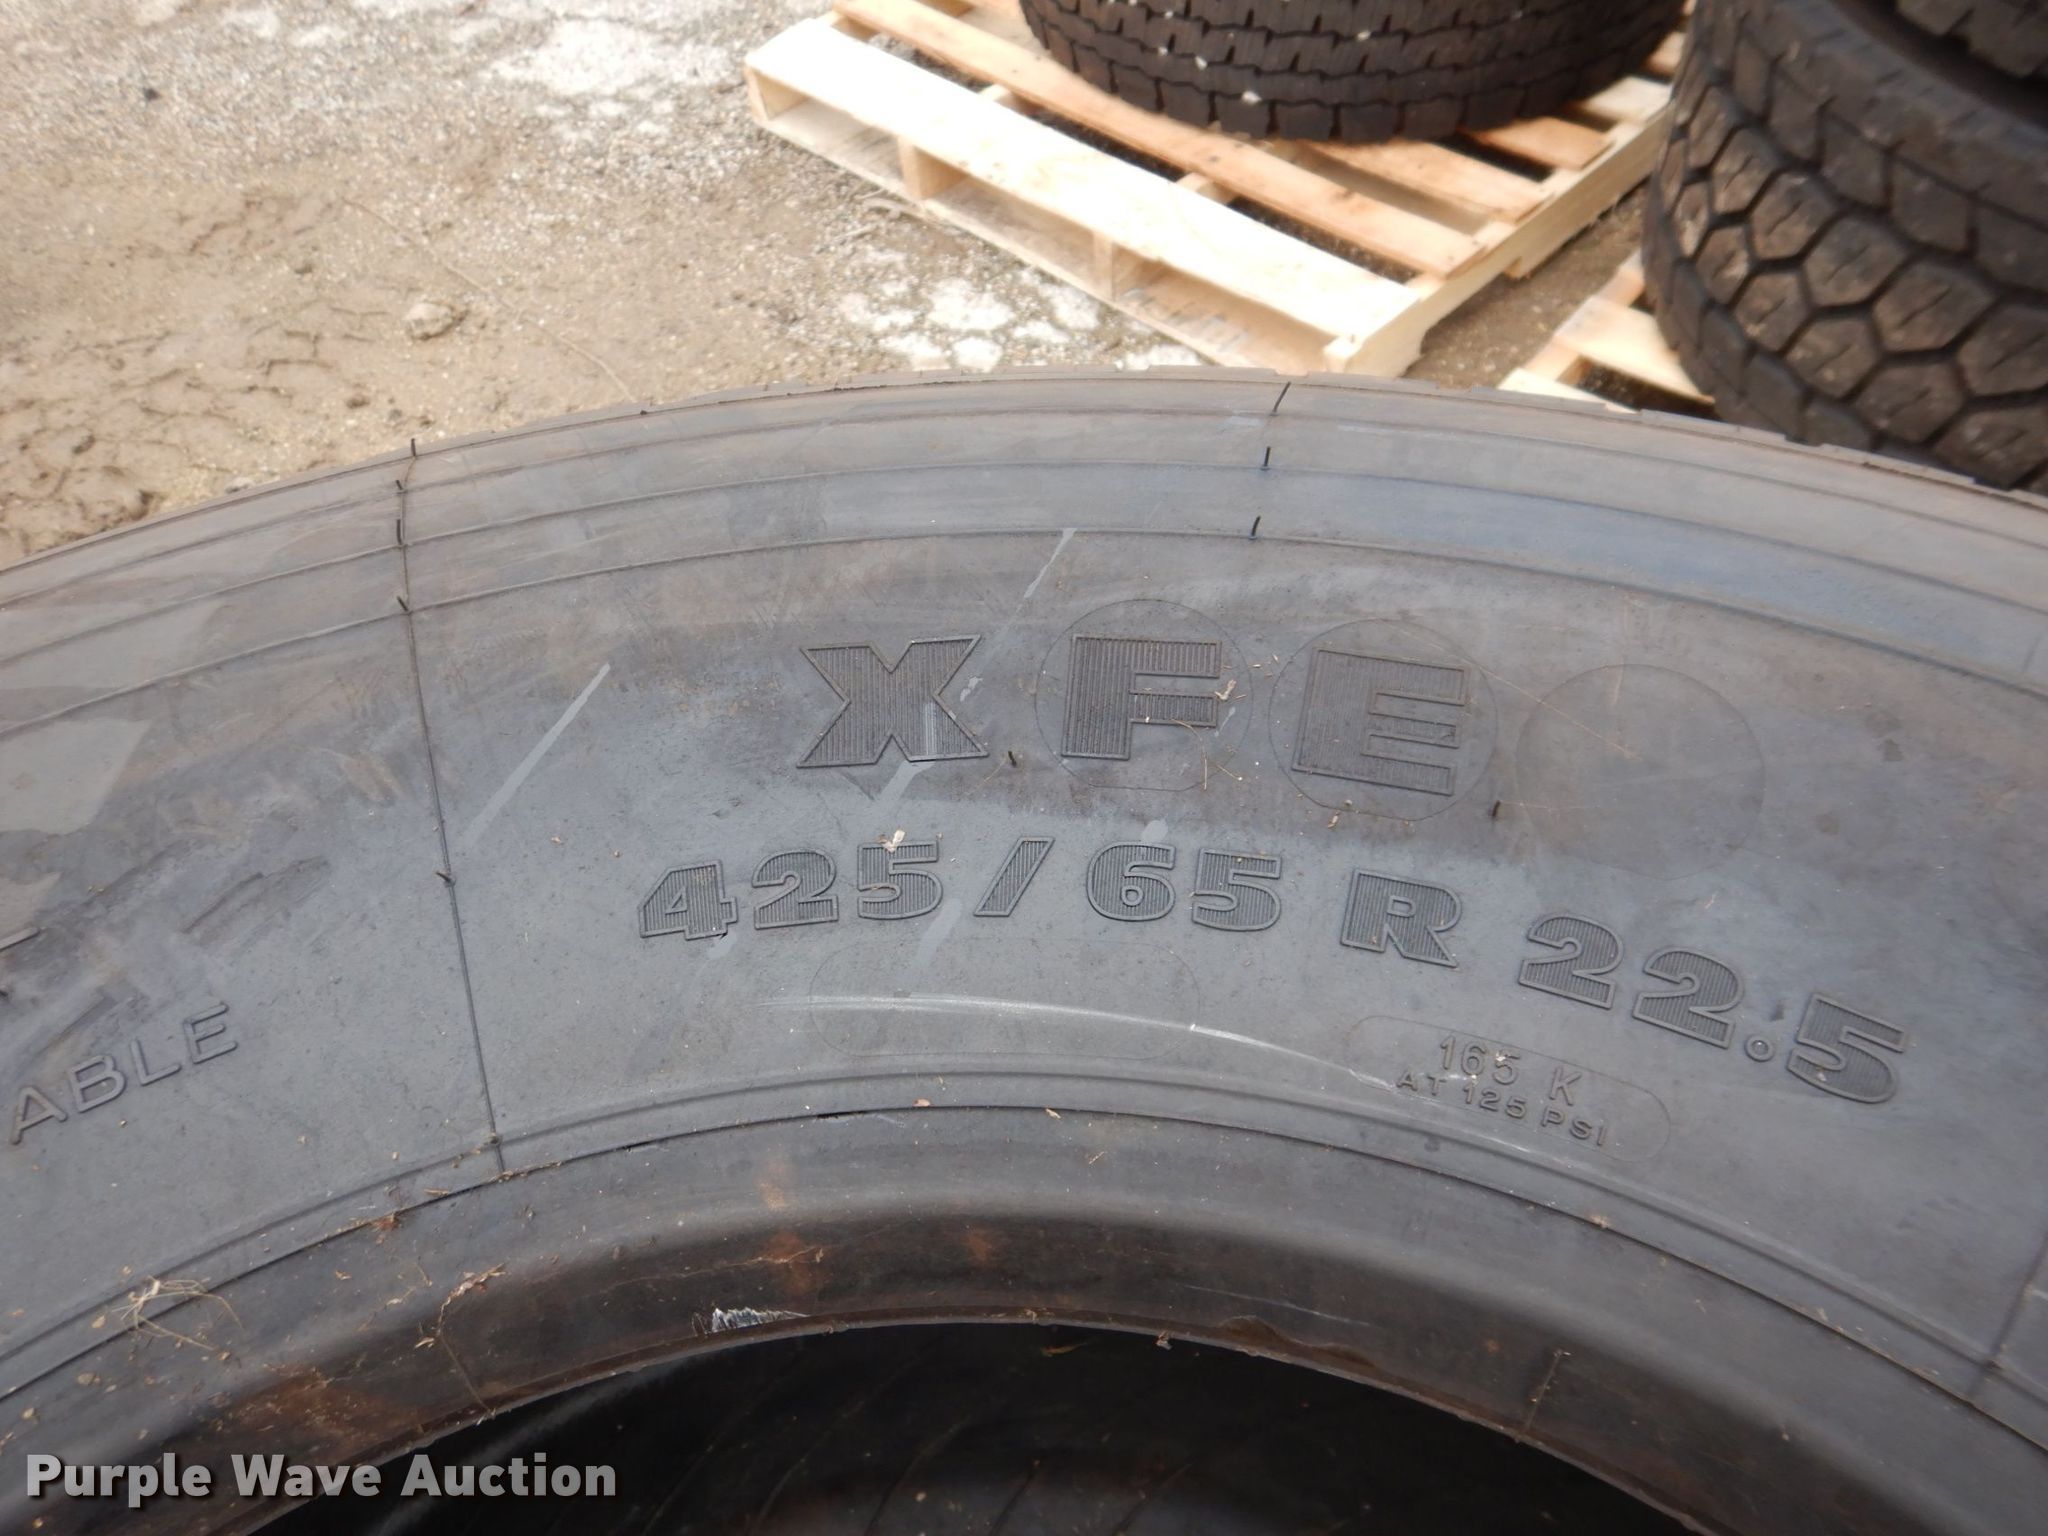 XFE
425/65 R 22.5
165 K
AT 125 PSI
ABLE
Purple Wave Auction